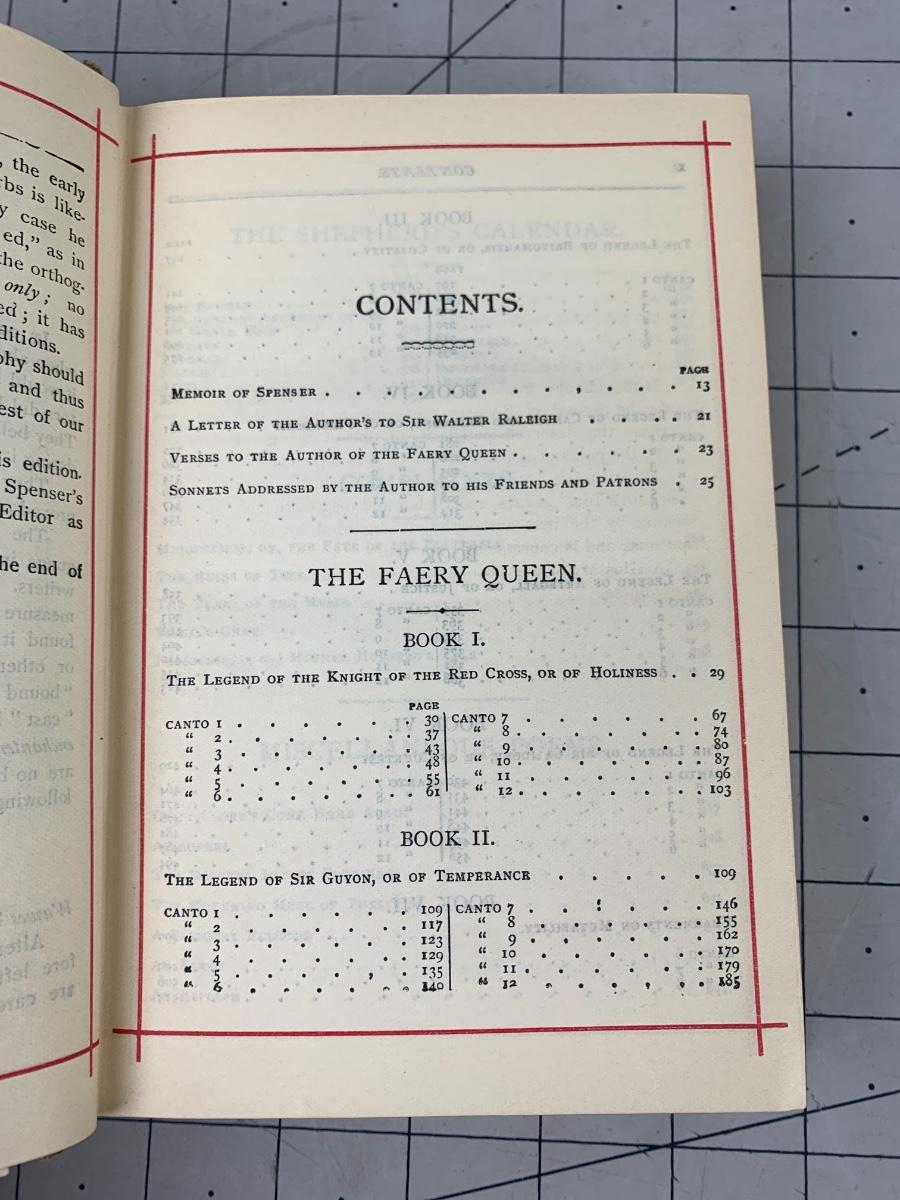 , the early
rbs is like-
y case he
ed," as in
the orthog-
only; no
ed; it has
ditions.
phy should
and thus
est of our
is edition.
Spenser's
Editor as
he end of
CONTENTS.
PAGE
MEMOIR OF SPENSER . . . . . . . . . . 13
A LETTER OF THE AUTHOR'S TO SIR WALTER RALEIGH . . . . 21
VERSES TO THE AUTHOR OF THE FAERY QUEEN . . . . . . 23
SONNETS ADDRESSED BY THE AUTHOR TO HIS FRIENDS AND PATRONS . 25
THE FAERY QUEEN.
BOOK I.
THE LEGEND OF THE KNIGHT OF THE RED CROSS, OR OF HOLINESS . . 29
PAGE
CANTO 1 . . . . . . . 30
" 2 . . . . . . . 37
" 3 . . . . . . . 43
" 4 . . . . . . . 48
" 5 . . . . . . . 55
" 6 . . . . . . . 61
CANTO 7 . . . . . . 67
" 8 . . . . . . . 74
" 9 . . . . . . . 80
" 10 . . . . . . . 87
" 11 . . . . . . . 96
" 12 . . . . . . . 103
BOOK II.
THE LEGEND OF SIR GUYON, OR OF TEMPERANCE . . . . . 109
CANTO 1 . . . . . . . 109
" 2 . . . . . . . 117
" 3 . . . . . . . 123
" 4 . . . . . . . 129
" 5 . . . . . . . 135
" 6 . . . . . . . 140
CANTO 7 . . . . . . 146
" 8 . . . . . . . 155
" 9 . . . . . . . 162
" 10 . . . . . . . 170
" 11 . . . . . . . 179
" 12 . . . . . . . 185